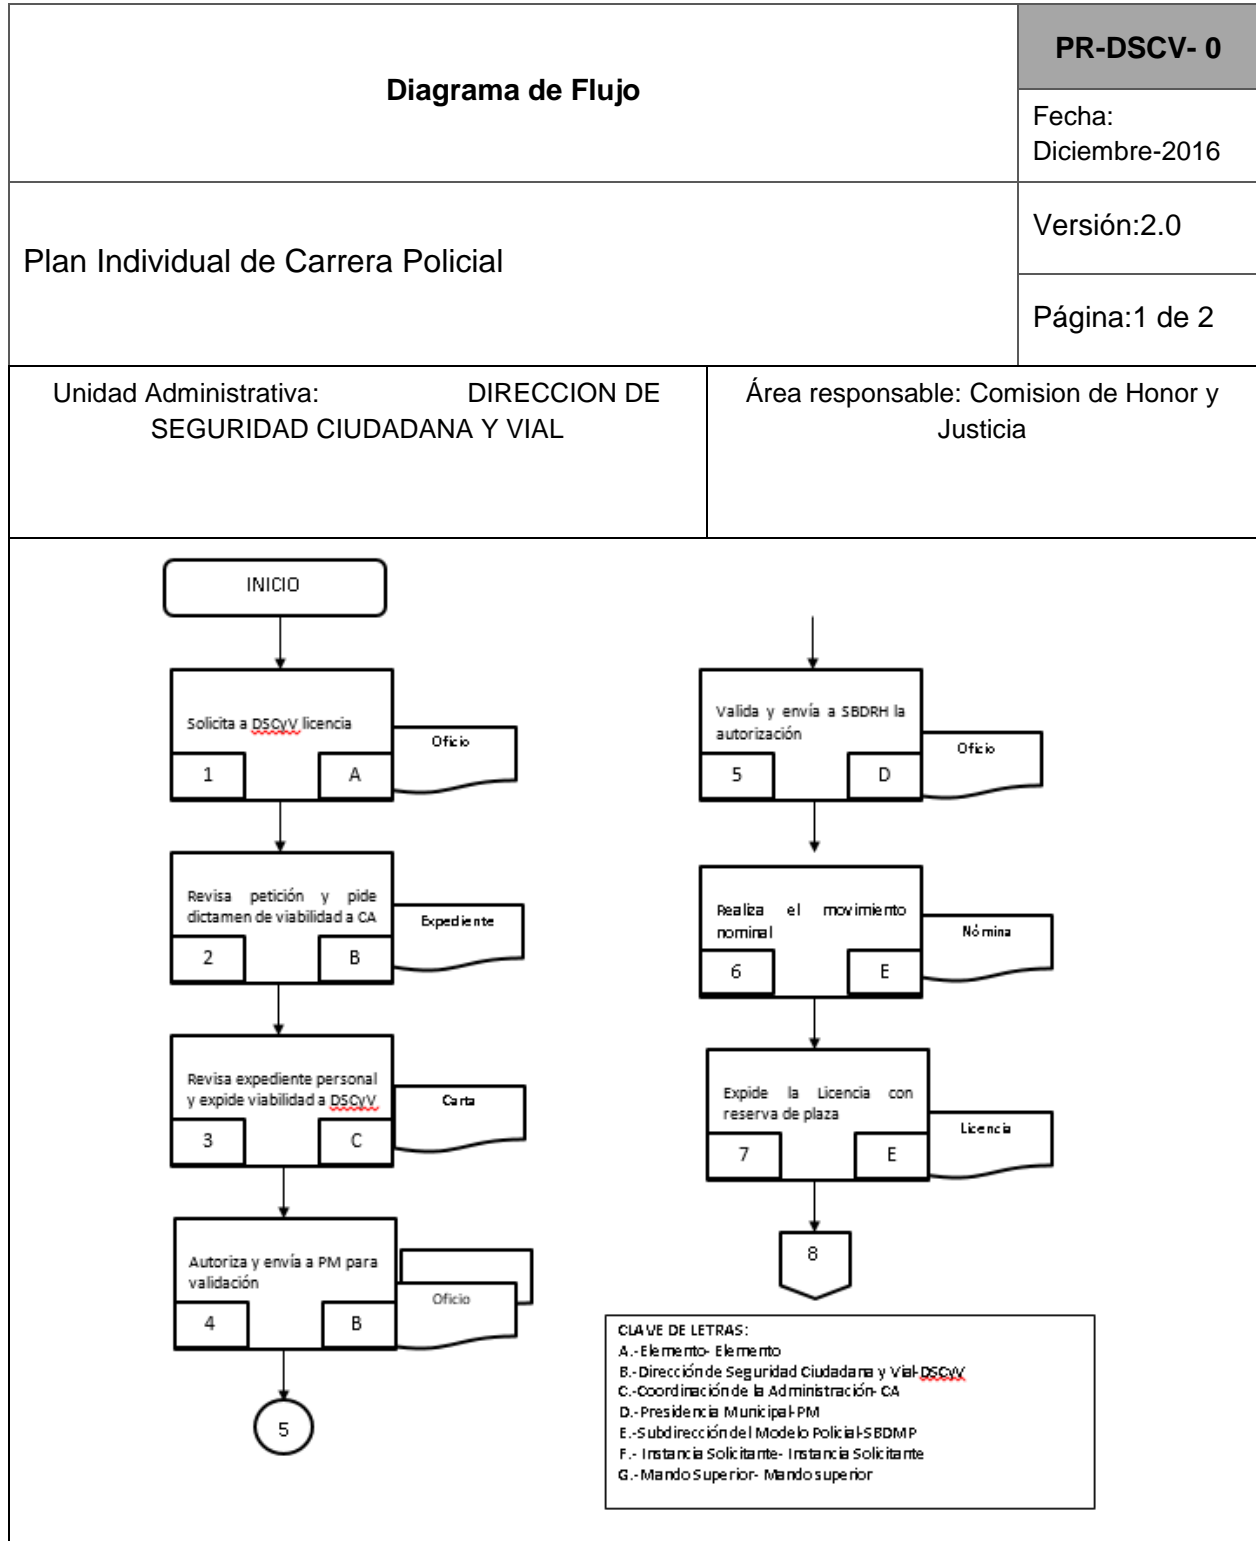 Diagrama de Flujo
PR-DSCV- 0
Fecha:
Diciembre-2016
Plan Individual de Carrera Policial
Versión:2.0
Página:1 de 2
Unidad Administrativa: DIRECCION DE
SEGURIDAD CIUDADANA Y VIAL
Área responsable: Comision de Honor y
Justicia
INICIO
Solicita a DSCyV licencia
1
A
Oficio
Revisa petición y pide
dictamen de viabilidad a CA
2
B
Expediente
Revisa expediente personal
y expide viabilidad a DSCyV
3
C
Carta
Autoriza y envía a PM para
validación
4
B
Oficio
5
Valida y envía a SBDRH la
autorización
5
D
Oficio
Realiza el movimiento
nominal
6
E
Nómina
Expide la Licencia con
reserva de plaza
7
E
Licencia
8
CLAVE DE LETRAS:
A.-Elemento- Elemento
B.-Dirección de Seguridad Ciudadana y Vial-DSCyV
C.-Coordinación de la Administración- CA
D.-Presidencia Municipal-PM
E.-Subdirección del Modelo Policial-SBDMP
F.- Instancia Solicitante- Instancia Solicitante
G.-Mando Superior- Mando superior